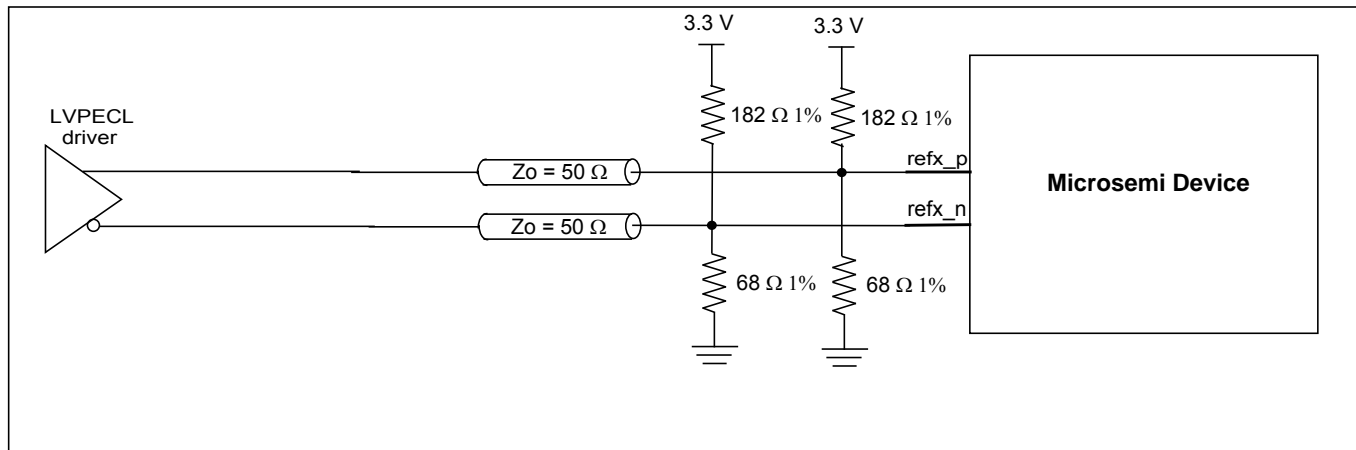 3.3 V
3.3 V
LVPECL
driver
182 Ω 1%
182 Ω 1%
Zo = 50 Ω
refx_p
Microsemi Device
Zo = 50 Ω
refx_n
68 Ω 1%
68 Ω 1%